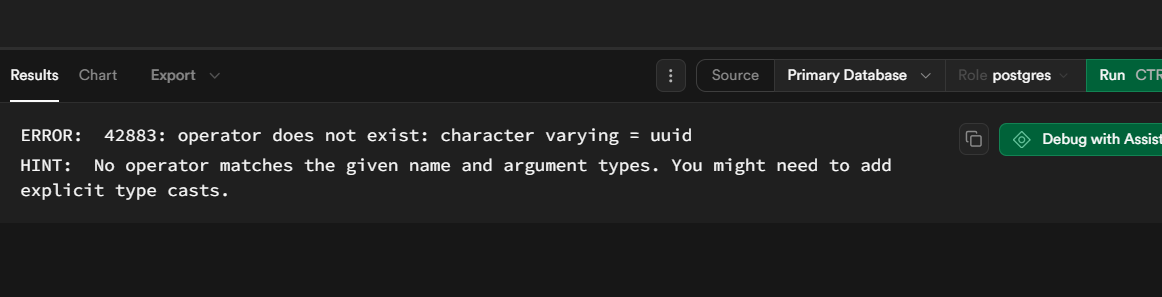 Results Chart Export Source Primary Database Role postgres Run
ERROR:  42883: operator does not exist: character varying = uuid
Debug with
HINT:  No operator matches the given name and argument types. You might need to add
explicit type casts.